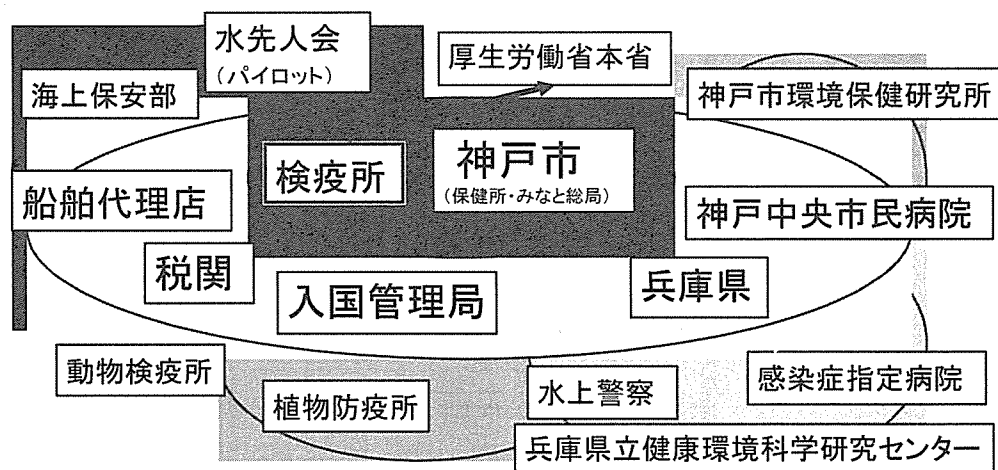 水先人会
（パイロット）
厚生労働省本省
海上保安部
神戸市環境保健研究所
検疫所
神戸市
（保健所・みなと総局）
船舶代理店
神戸中央市民病院
税関
入国管理局
兵庫県
動物検疫所
植物防疫所
水上警察
感染症指定病院
兵庫県立健康環境科学研究センター